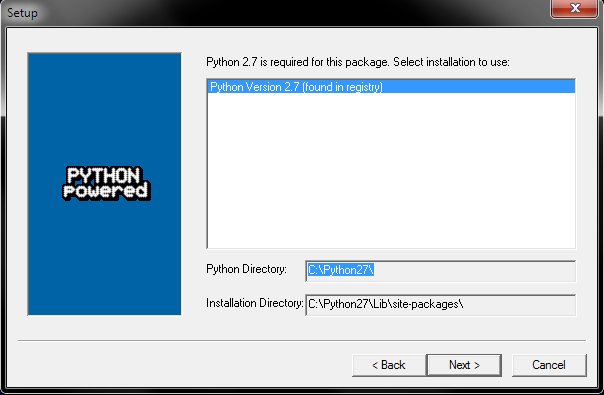 Setup
Python 2.7 is required for this package. Select installation to use:
Python Version 2.7 (found in registry)
PYTHON
powered
Python Directory: C:\Python27\
Installation Directory: C:\Python27\Lib\site-packages\
< Back Next > Cancel